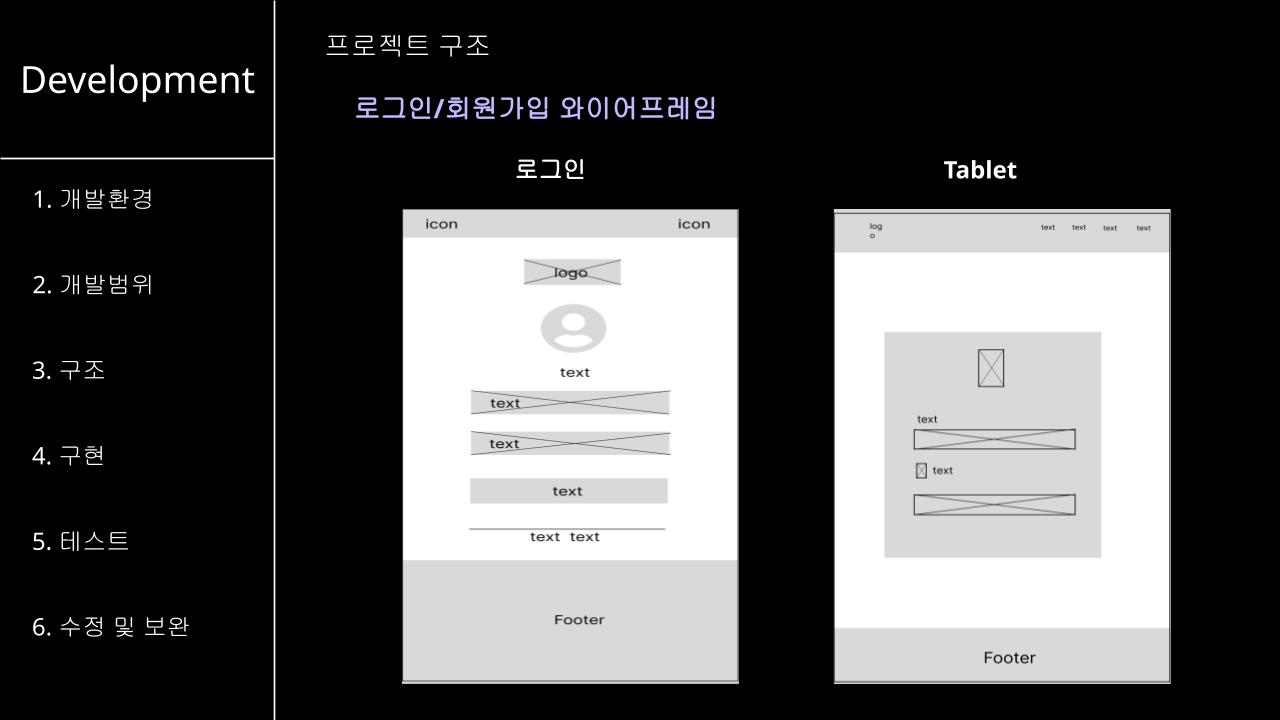 Development
1. 개발환경
2. 개발범위
3. 구조
4. 구현
5. 테스트
6. 수정 및 보완
프로젝트 구조
로그인/회원가입 와이어프레임
로그인
icon
icon
logo
text
text
text
text
text text
Footer
Tablet
log
o
text text text text
text
text
Footer